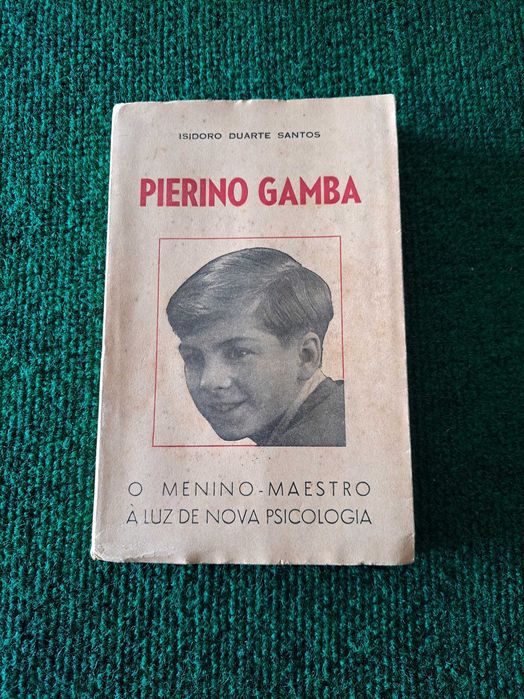 ISIDORO DUARTE SANTOS
PIERINO GAMBA
O MENINO-MAESTRO
À LUZ DE NOVA PSICOLOGIA